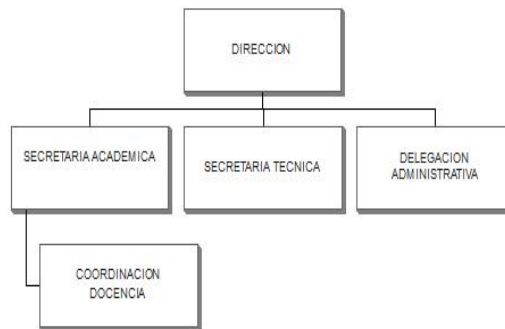 DIRECCION
SECRETARIA ACADEMICA
SECRETARIA TECNICA
DELEGACION
ADMINISTRATIVA
COORDINACION
DOCENCIA